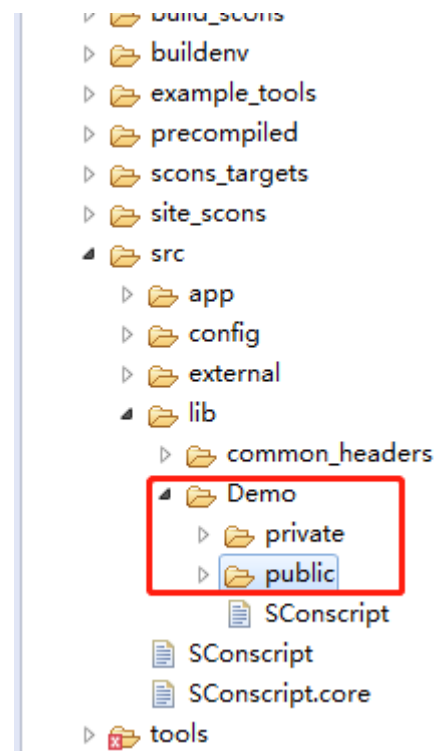 build_scons
buildenv
example_tools
precompiled
scons_targets
site_scons
src
app
config
external
lib
common_headers
Demo
private
public
SConscript
SConscript
SConscript.core
tools